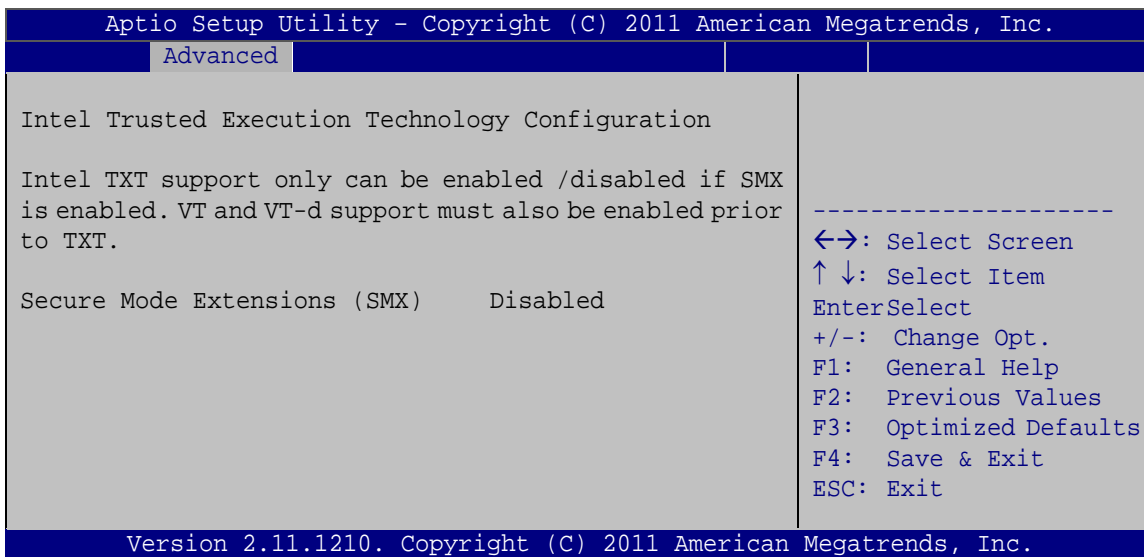 Aptio Setup Utility – Copyright (C) 2011 American Megatrends, Inc.
Advanced
Intel Trusted Execution Technology Configuration
Intel TXT support only can be enabled /disabled if SMX
is enabled. VT and VT-d support must also be enabled prior
to TXT.
Secure Mode Extensions (SMX) Disabled
---------------------
←→: Select Screen
↑ ↓: Select Item
EnterSelect
+/-: Change Opt.
F1: General Help
F2: Previous Values
F3: Optimized Defaults
F4: Save & Exit
ESC: Exit
Version 2.11.1210. Copyright (C) 2011 American Megatrends, Inc.